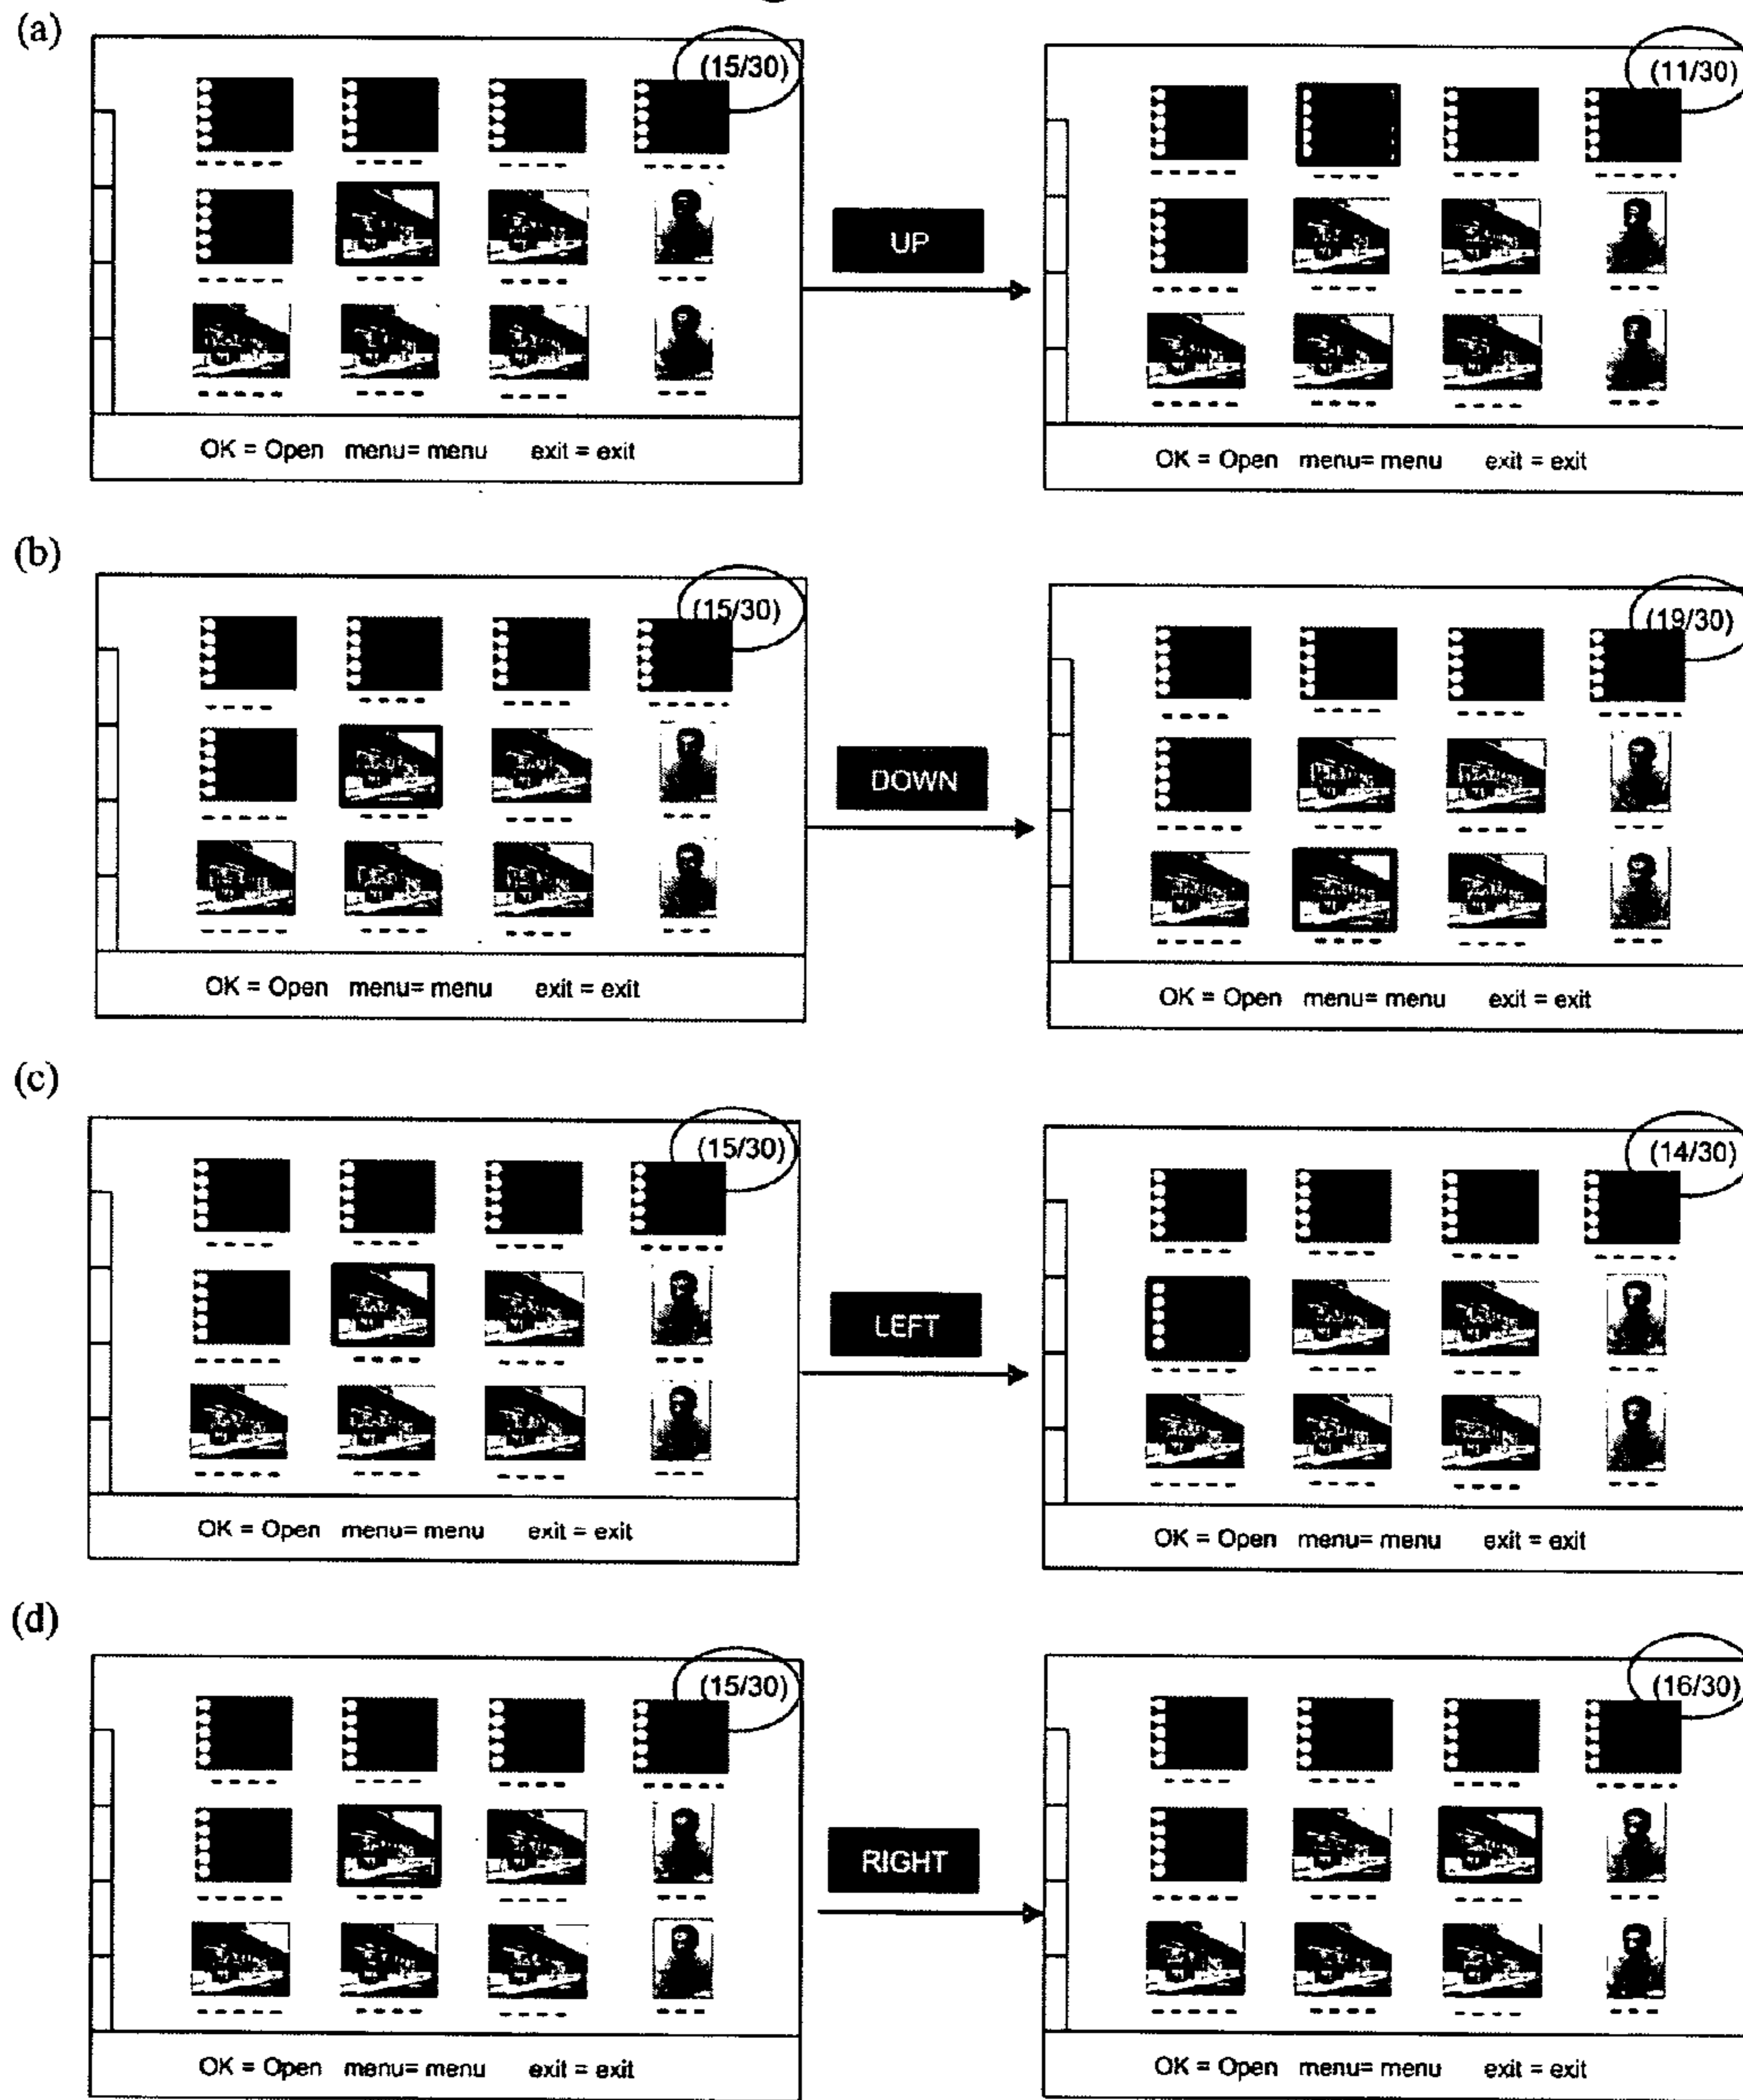 (a)
(15/30)
(11/30)
UP
OK = Open menu= menu exit = exit
OK = Open menu= menu exit = exit
(b)
(15/30)
(19/30)
DOWN
OK = Open menu= menu exit = exit
OK = Open menu= menu exit = exit
(c)
(15/30)
(14/30)
LEFT
OK = Open menu= menu exit = exit
OK = Open menu= menu exit = exit
(d)
(15/30)
(16/30)
RIGHT
OK = Open menu= menu exit = exit
OK = Open menu= menu exit = exit